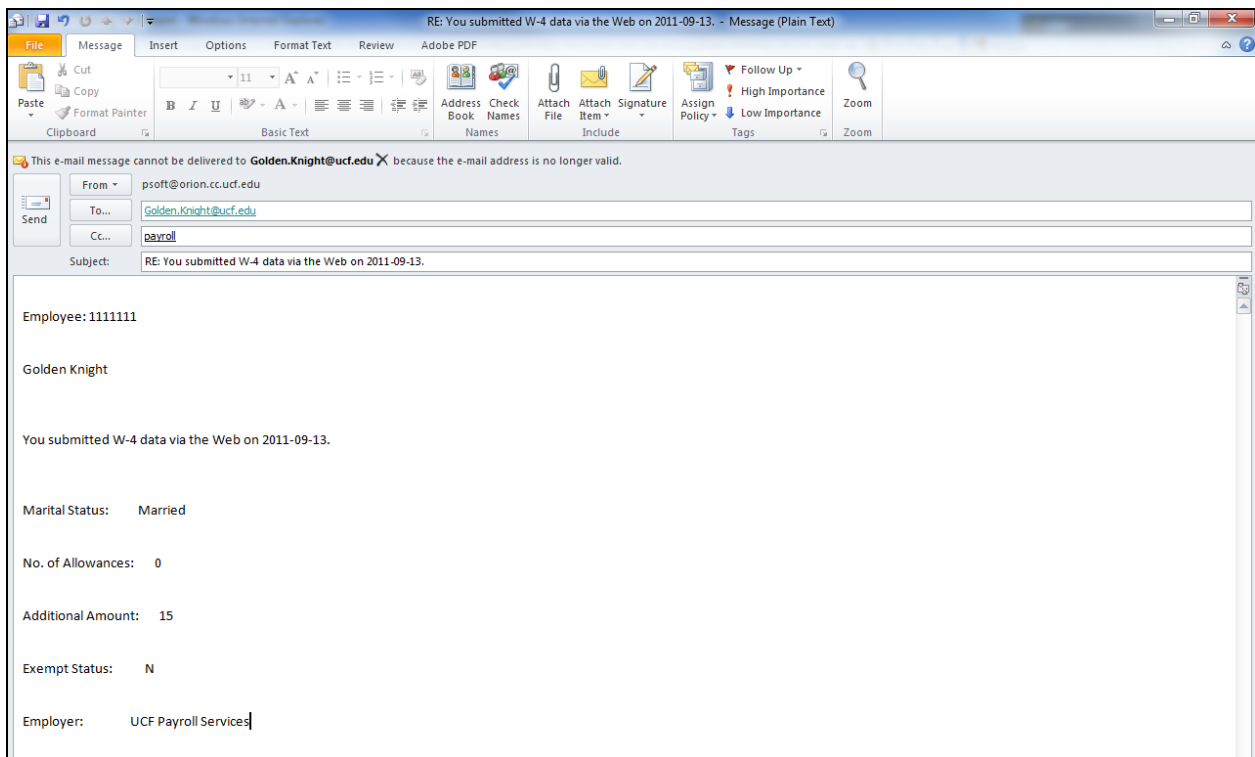 RE: You submitted W-4 data via the Web on 2011-09-13. - Message (Plain Text)
File Message Insert Options Format Text Review Adobe PDF
Paste
Cut
Copy
Format Painter
Clipboard
11
B I U
Basic Text
Address Book
Check Names
Names
Attach File
Attach Item
Signature
Include
Assign Policy
Follow Up
High Importance
Low Importance
Tags
Zoom
Zoom
This e-mail message cannot be delivered to Golden.Knight@ucf.edu because the e-mail address is no longer valid.
Send
From psoft@orion.cc.ucf.edu
To... Golden.Knight@ucf.edu
Cc... payroll
Subject: RE: You submitted W-4 data via the Web on 2011-09-13.
Employee: 1111111
Golden Knight
You submitted W-4 data via the Web on 2011-09-13.
Marital Status: Married
No. of Allowances: 0
Additional Amount: 15
Exempt Status: N
Employer: UCF Payroll Services